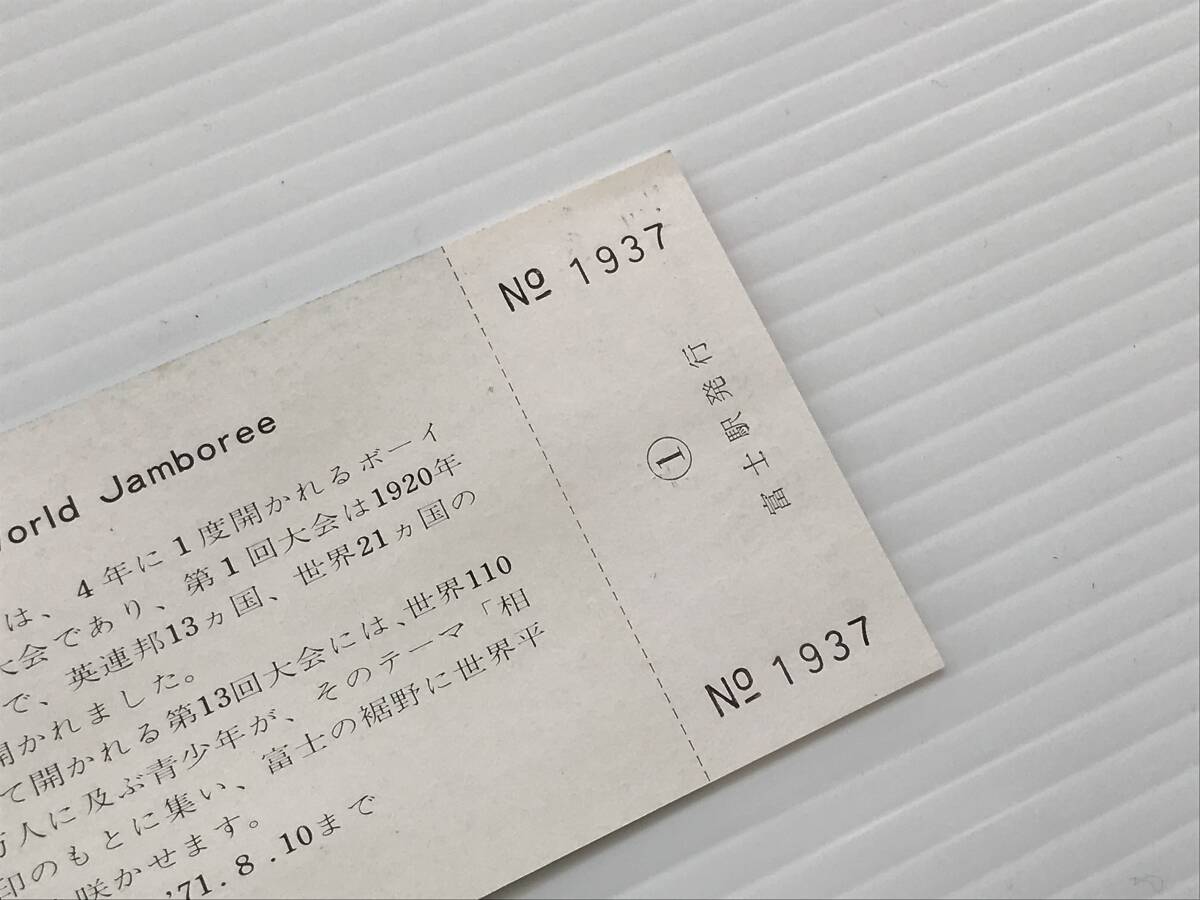 orld Jamboree
は、4年に1度開かれるボーイ
大会であり、第1回大会は1920年
で、英連邦13ヵ国、世界21ヵ国の
開かれました。
て開かれる第13回大会には、世界110
万人に及ぶ青少年が、そのテーマ「相
印のもとに集い、富士の裾野に世界平
咲かせます。
'71.8.10まで
№ 1937
富士駅発行
①
№ 1937